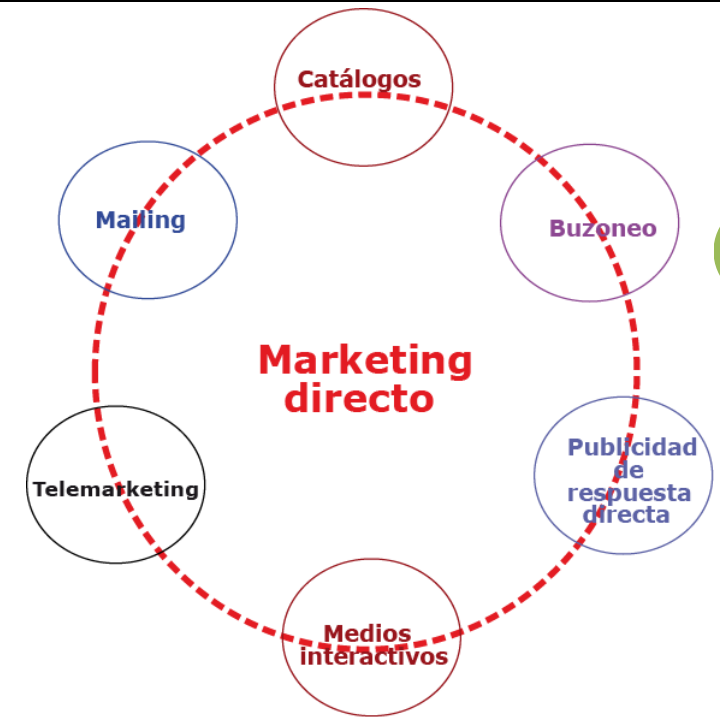 Catálogos
Mailing
Buzoneo
Marketing
directo
Publicidad
de
respuesta
directa
Telemarketing
Medios
interactivos